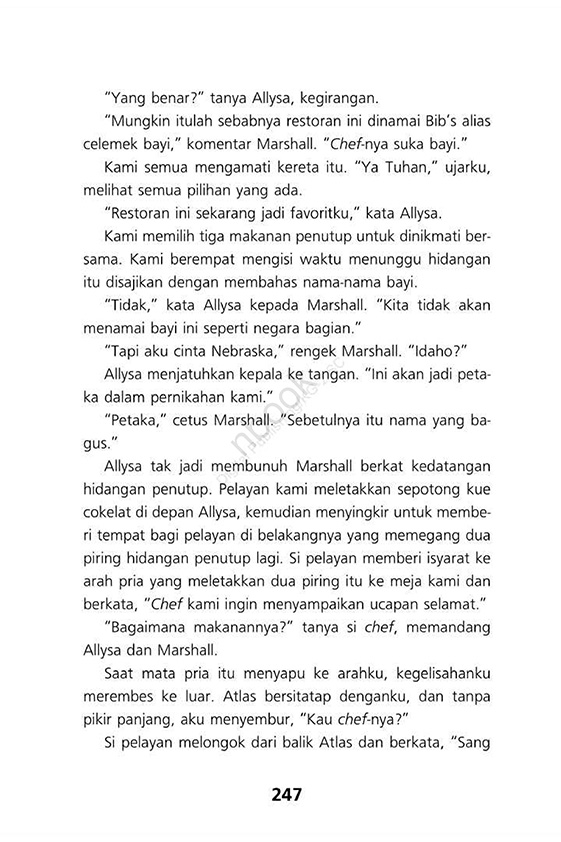 “Yang benar?” tanya Allysa, kegirangan.
“Mungkin itulah sebabnya restoran ini dinamai Bib’s alias
celemek bayi,” komentar Marshall. “Chef-nya suka bayi.”
Kami semua mengamati kereta itu. “Ya Tuhan,” ujarku,
melihat semua pilihan yang ada.
“Restoran ini sekarang jadi favoritku,” kata Allysa.
Kami memilih tiga makanan penutup untuk dinikmati ber-
sama. Kami berempat mengisi waktu menunggu hidangan
itu disajikan dengan membahas nama-nama bayi.
“Tidak,” kata Allysa kepada Marshall. “Kita tidak akan
menamai bayi ini seperti negara bagian.”
“Tapi aku cinta Nebraska,” rengek Marshall. “Idaho?”
Allysa menjatuhkan kepala ke tangan. “Ini akan jadi peta-
ka dalam pernikahan kami.”
“Petaka,” cetus Marshall. “Sebetulnya itu nama yang ba-
gus.”
Allysa tak jadi membunuh Marshall berkat kedatangan
hidangan penutup. Pelayan kami meletakkan sepotong kue
cokelat di depan Allysa, kemudian menyingkir untuk membe-
ri tempat bagi pelayan di belakangnya yang memegang dua
piring hidangan penutup lagi. Si pelayan memberi isyarat ke
arah pria yang meletakkan dua piring itu ke meja kami dan
berkata, “Chef kami ingin menyampaikan ucapan selamat.”
“Bagaimana makanannya?” tanya si chef, memandang
Allysa dan Marshall.
Saat mata pria itu menyapu ke arahku, kegelisahanku
merembes ke luar. Atlas bersitatap denganku, dan tanpa
pikir panjang, aku menyembur, “Kau chef-nya?”
Si pelayan melongok dari balik Atlas dan berkata, “Sang
247